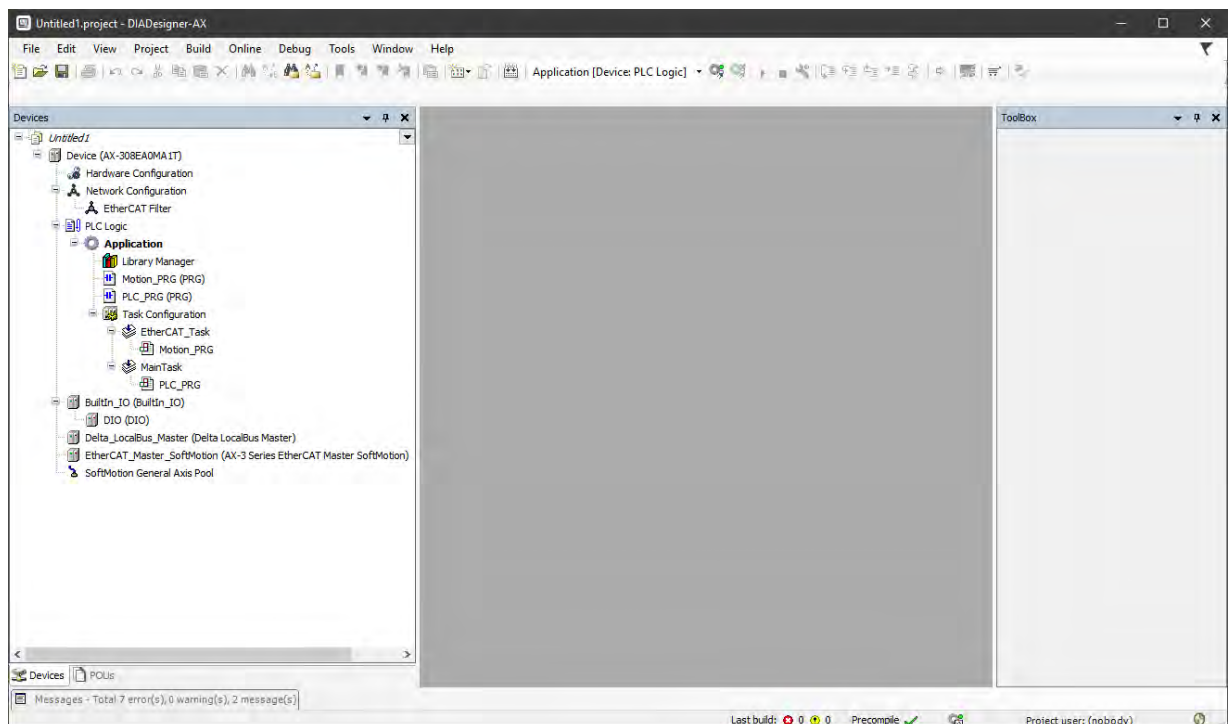 Untitled1.project - DIADesigner-AX
File Edit View Project Build Online Debug Tools Window Help
Application [Device: PLC Logic]
Devices
ToolBox
Untitled1
Device (AX-308EA0MA1T)
Hardware Configuration
Network Configuration
EtherCAT Filter
PLC Logic
Application
Library Manager
Motion_PRG (PRG)
PLC_PRG (PRG)
Task Configuration
EtherCAT_Task
Motion_PRG
MainTask
PLC_PRG
BuiltIn_IO (BuiltIn_IO)
DIO (DIO)
Delta_LocalBus_Master (Delta LocalBus Master)
EtherCAT_Master_SoftMotion (AX-3 Series EtherCAT Master SoftMotion)
SoftMotion General Axis Pool
Devices POUs
Messages - Total 7 error(s), 0 warning(s), 2 message(s)
Last build: 0 0 Precompile Project user: (nobody)